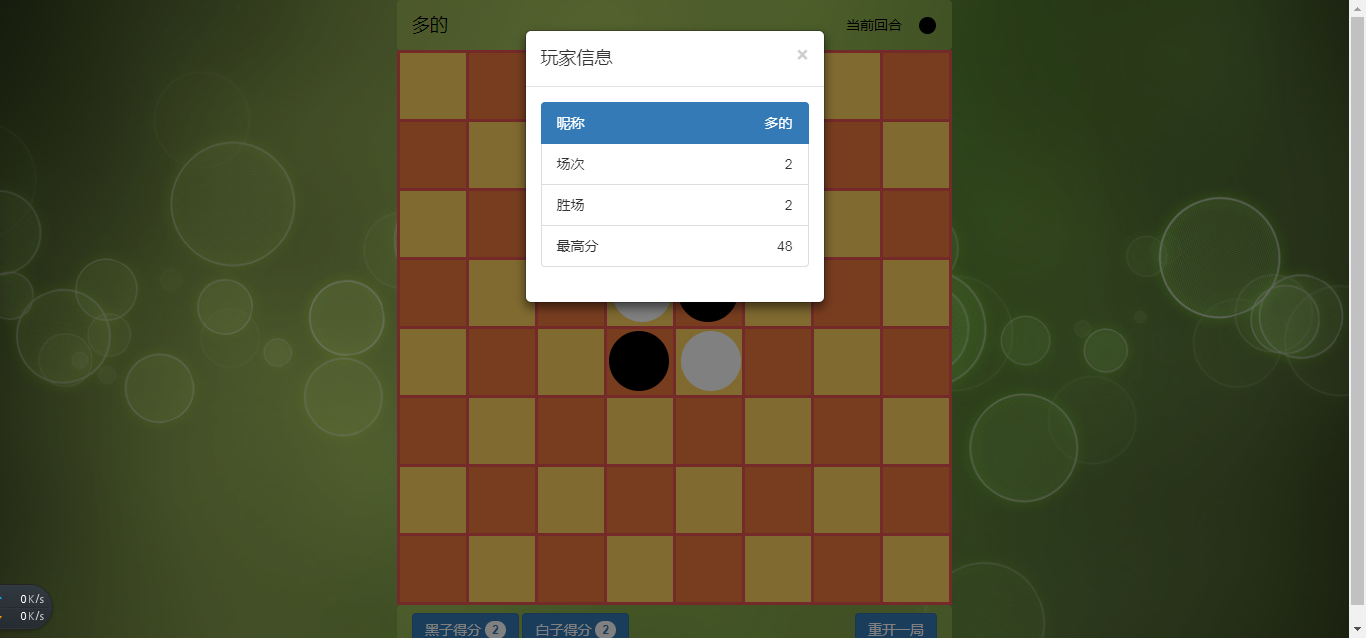 多的 当前回合
玩家信息 ×
昵称 多的
场次 2
胜场 2
最高分 48
0K/s
0K/s
黑子得分 2 白子得分 2 重开一局